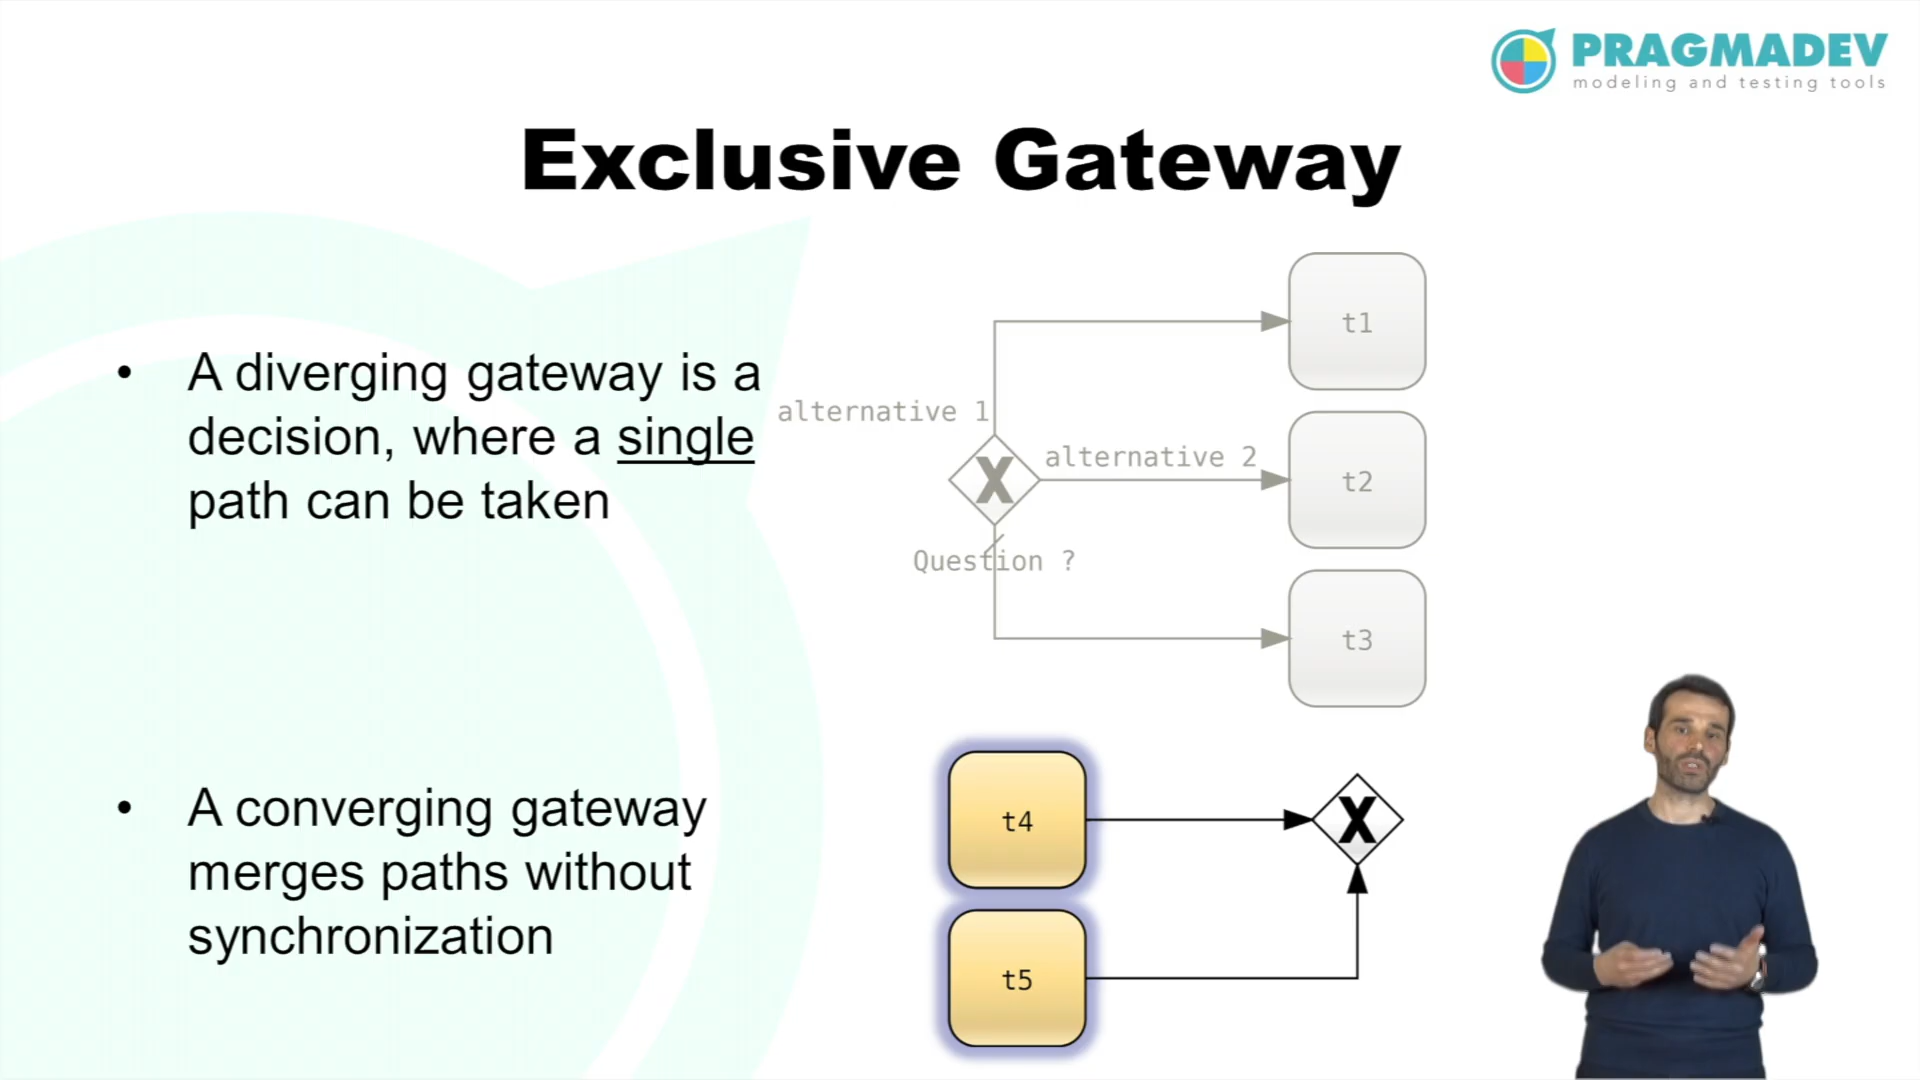 PRAGMADEV
modeling and testing tools
Exclusive Gateway
• A diverging gateway is a
decision, where a single
path can be taken
t1
alternative 1
alternative 2
X
t2
Question ?
t3
• A converging gateway
merges paths without
synchronization
t4
X
t5